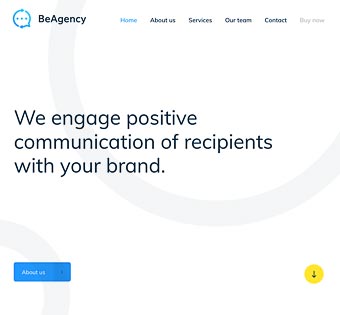 BeAgency
Home About us Services Our team Contact Buy now
We engage positive
communication of recipients
with your brand.
About us